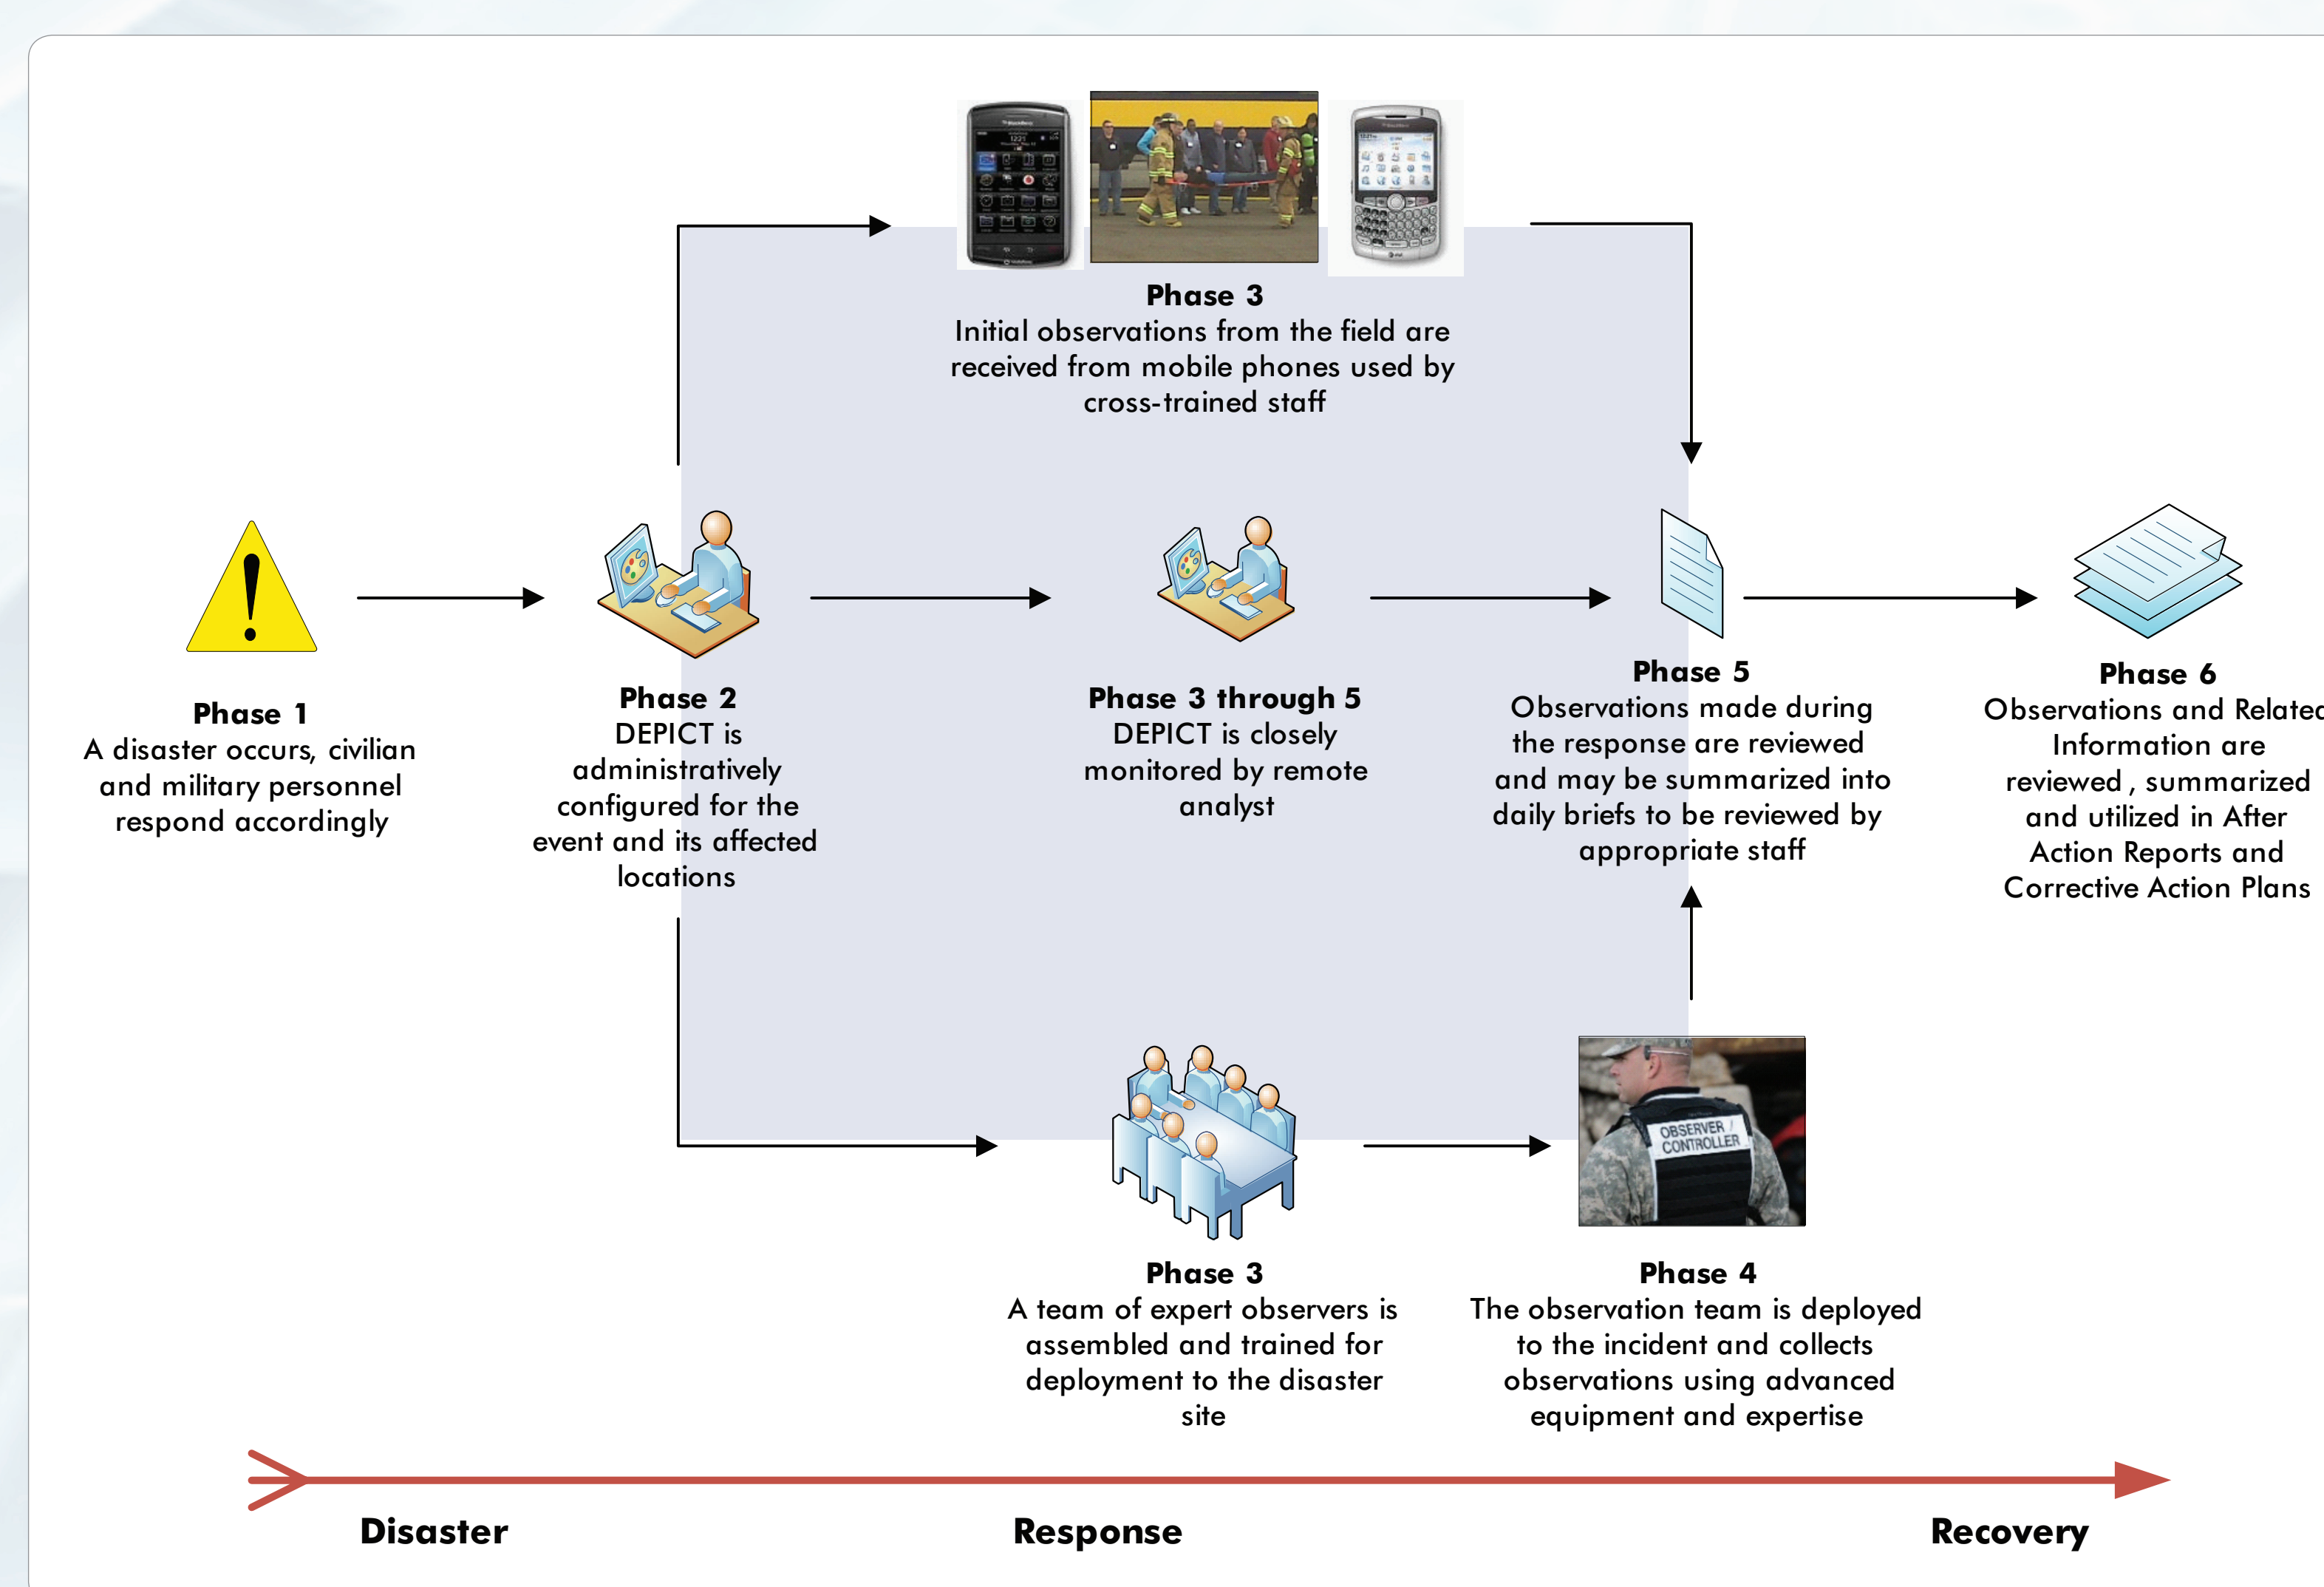 Phase 3
Initial observations from the field are
received from mobile phones used by
cross-trained staff
Phase 1
A disaster occurs, civilian
and military personnel
respond accordingly
Phase 2
DEPICT is
administratively
configured for the
event and its affected
locations
Phase 3 through 5
DEPICT is closely
monitored by remote
analyst
Phase 5
Observations made during
the response are reviewed
and may be summarized into
daily briefs to be reviewed by
appropriate staff
Phase 6
Observations and Related
Information are
reviewed , summarized
and utilized in After
Action Reports and
Corrective Action Plans
OBSERVER /
CONTROLLER
Phase 3
A team of expert observers is
assembled and trained for
deployment to the disaster
site
Phase 4
The observation team is deployed
to the incident and collects
observations using advanced
equipment and expertise
Disaster
Response
Recovery